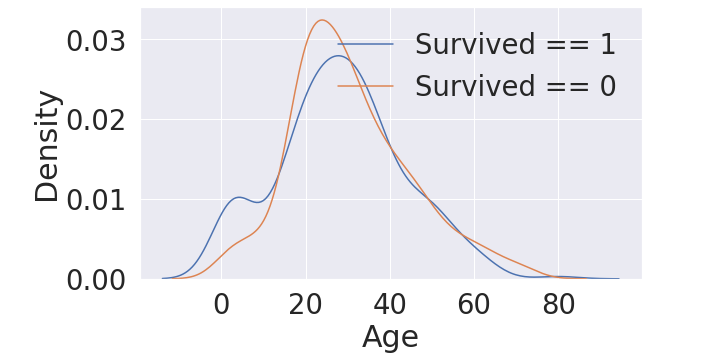 0.03
0.02
0.01
0.00
Density
Survived == 1
Survived == 0
0 20 40 60 80
Age